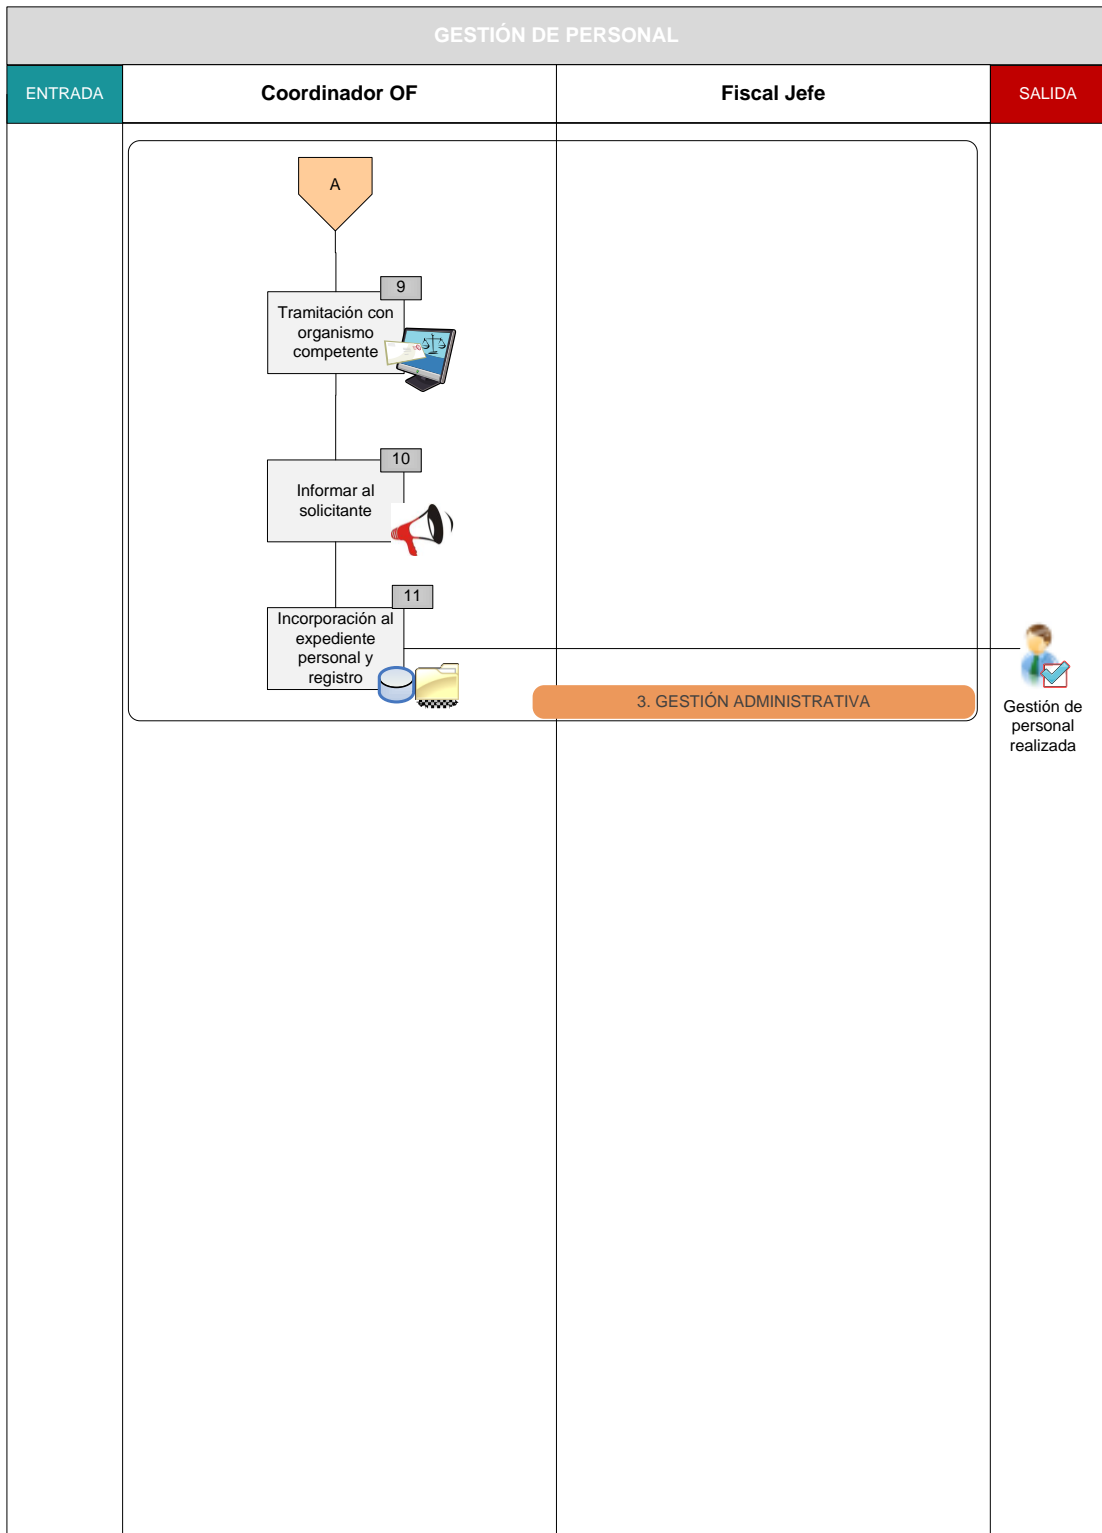 GESTIÓN DE PERSONAL
ENTRADA
Coordinador OF
Fiscal Jefe
SALIDA
A
9
Tramitación con
organismo
competente
10
Informar al
solicitante
11
Incorporación al
expediente
personal y
registro
3. GESTIÓN ADMINISTRATIVA
Gestión de
personal
realizada